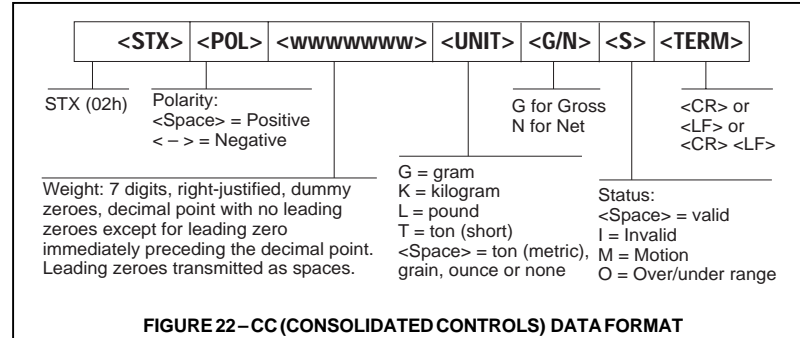 <STX> <POL> <wwwwwww> <UNIT> <G/N> <S> <TERM>
STX (02h)
Polarity:
<Space> = Positive
< – > = Negative
G for Gross
N for Net
<CR> or
<LF> or
<CR> <LF>
Weight: 7 digits, right-justified, dummy
zeroes, decimal point with no leading
zeroes except for leading zero
immediately preceding the decimal point.
Leading zeroes transmitted as spaces.
G = gram
K = kilogram
L = pound
T = ton (short)
<Space> = ton (metric),
grain, ounce or none
Status:
<Space> = valid
I = Invalid
M = Motion
O = Over/under range
FIGURE 22 – CC (CONSOLIDATED CONTROLS) DATA FORMAT